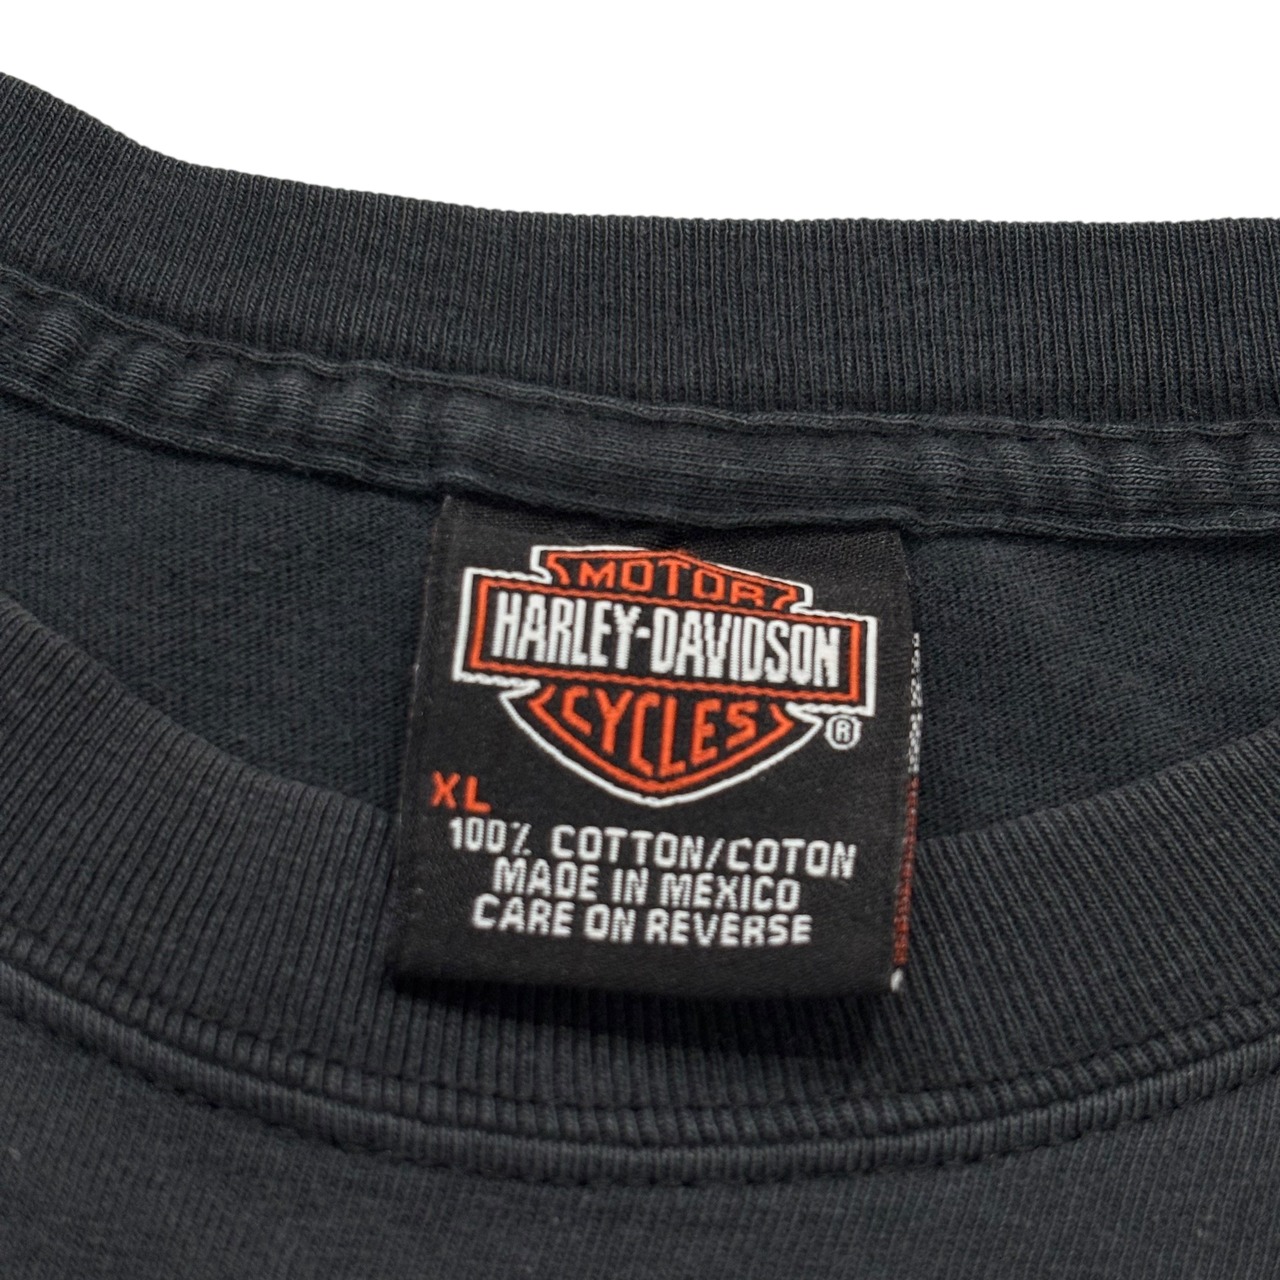 MOTOR
HARLEY-DAVIDSON
CYCLES
®
XL
100% COTTON/COTON
MADE IN MEXICO
CARE ON REVERSE